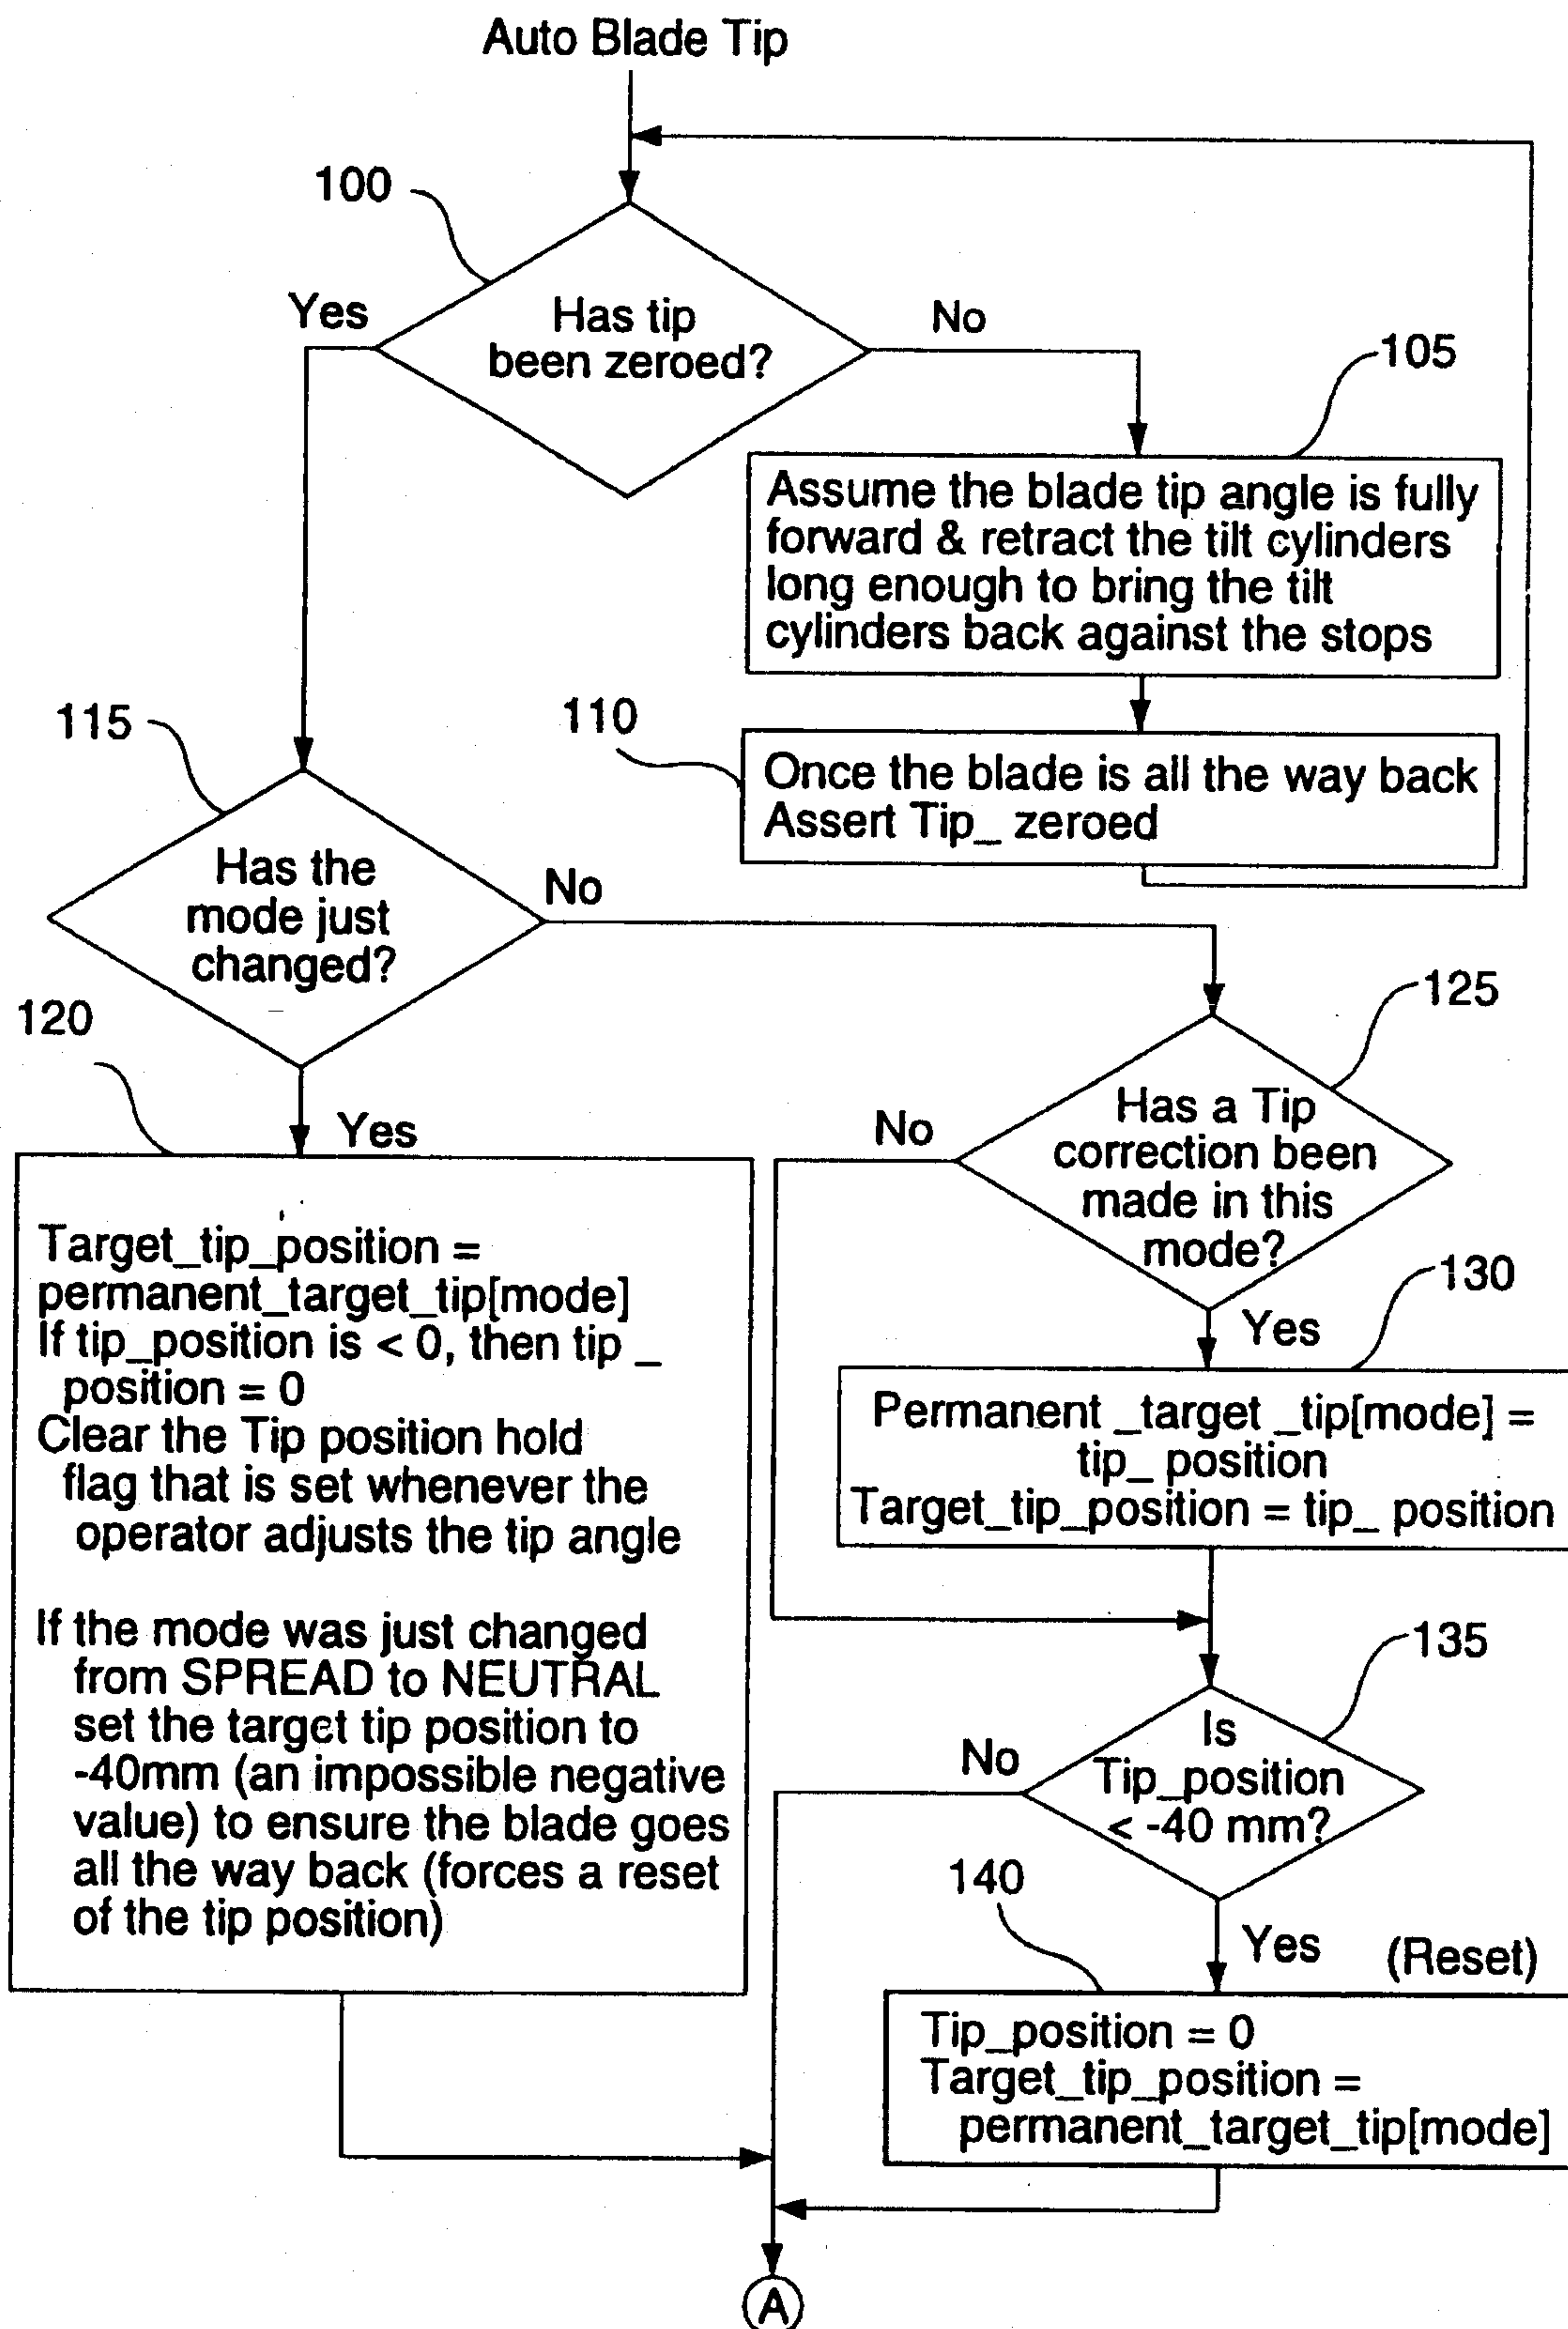 Auto Blade Tip
100
Has tip
been zeroed?
Yes
No
105
Assume the blade tip angle is fully
forward & retract the tilt cylinders
long enough to bring the tilt
cylinders back against the stops
110
Once the blade is all the way back
Assert Tip_ zeroed
115
Has the
mode just
changed?
No
Yes
120
Target_tip_position =
permanent_target_tip[mode]
If tip_position is < 0, then tip _
position = 0
Clear the Tip position hold
flag that is set whenever the
operator adjusts the tip angle
If the mode was just changed
from SPREAD to NEUTRAL
set the target tip position to
-40mm (an impossible negative
value) to ensure the blade goes
all the way back (forces a reset
of the tip position)
125
Has a Tip
correction been
made in this
mode?
No
Yes
130
Permanent _target _tip[mode] =
tip_ position
Target_tip_position = tip_ position
135
Is
Tip_position
< -40 mm?
No
Yes
(Reset)
140
Tip_position = 0
Target_tip_position =
permanent_target_tip[mode]
A